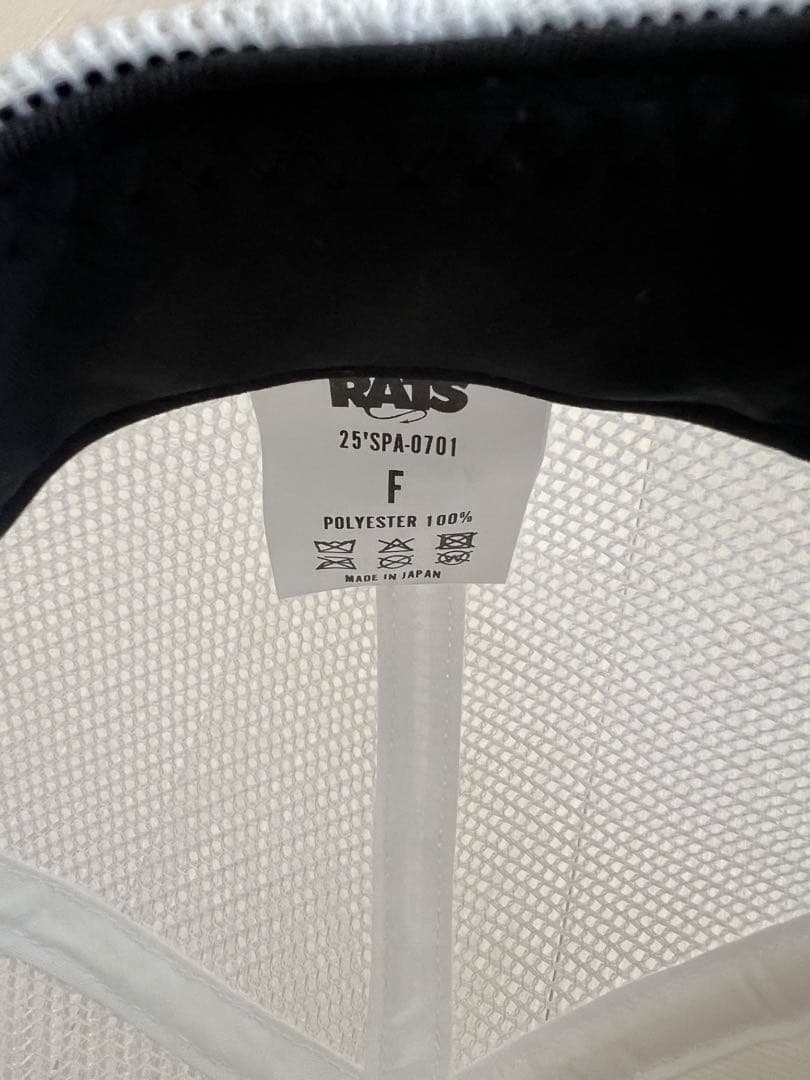 RATS
25'SPA-0701
F
POLYESTER 100%
MADE IN JAPAN